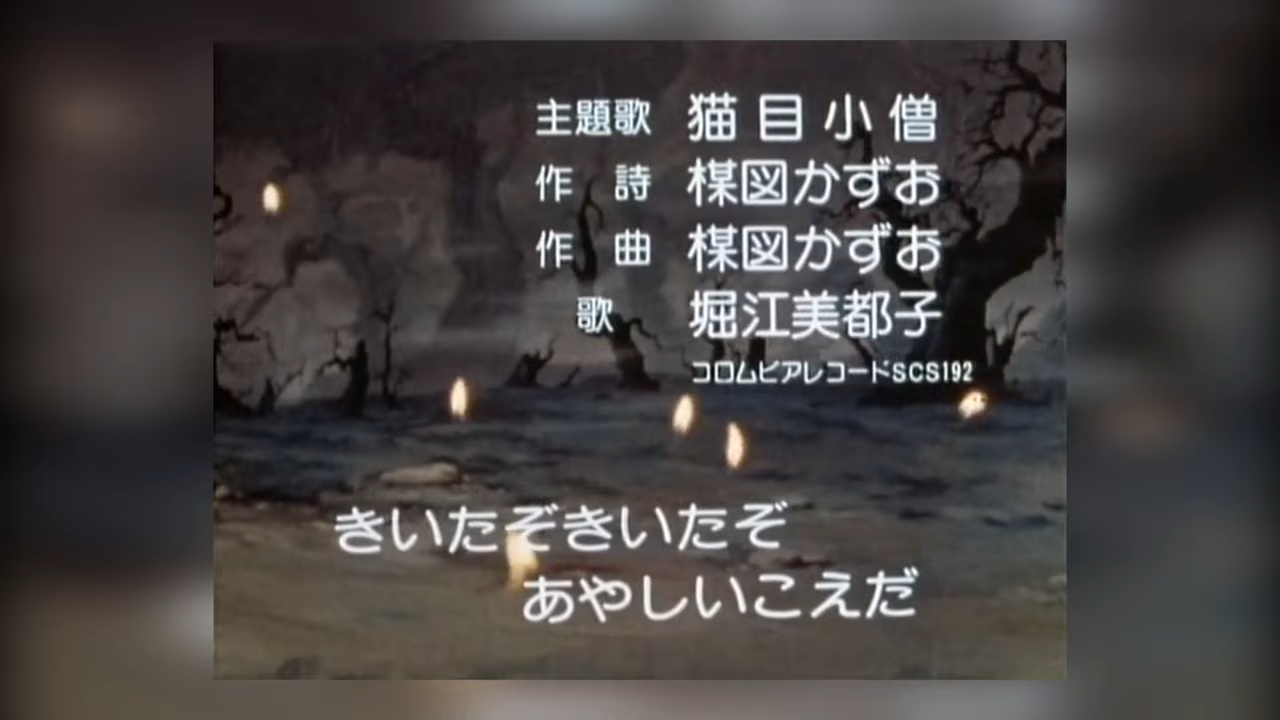 主題歌 猫目小僧
作詩 楳図かずお
作曲 楳図かずお
歌 堀江美都子
コロムビアレコードSCS192
きいたぞきいたぞ
あやしいこえだ